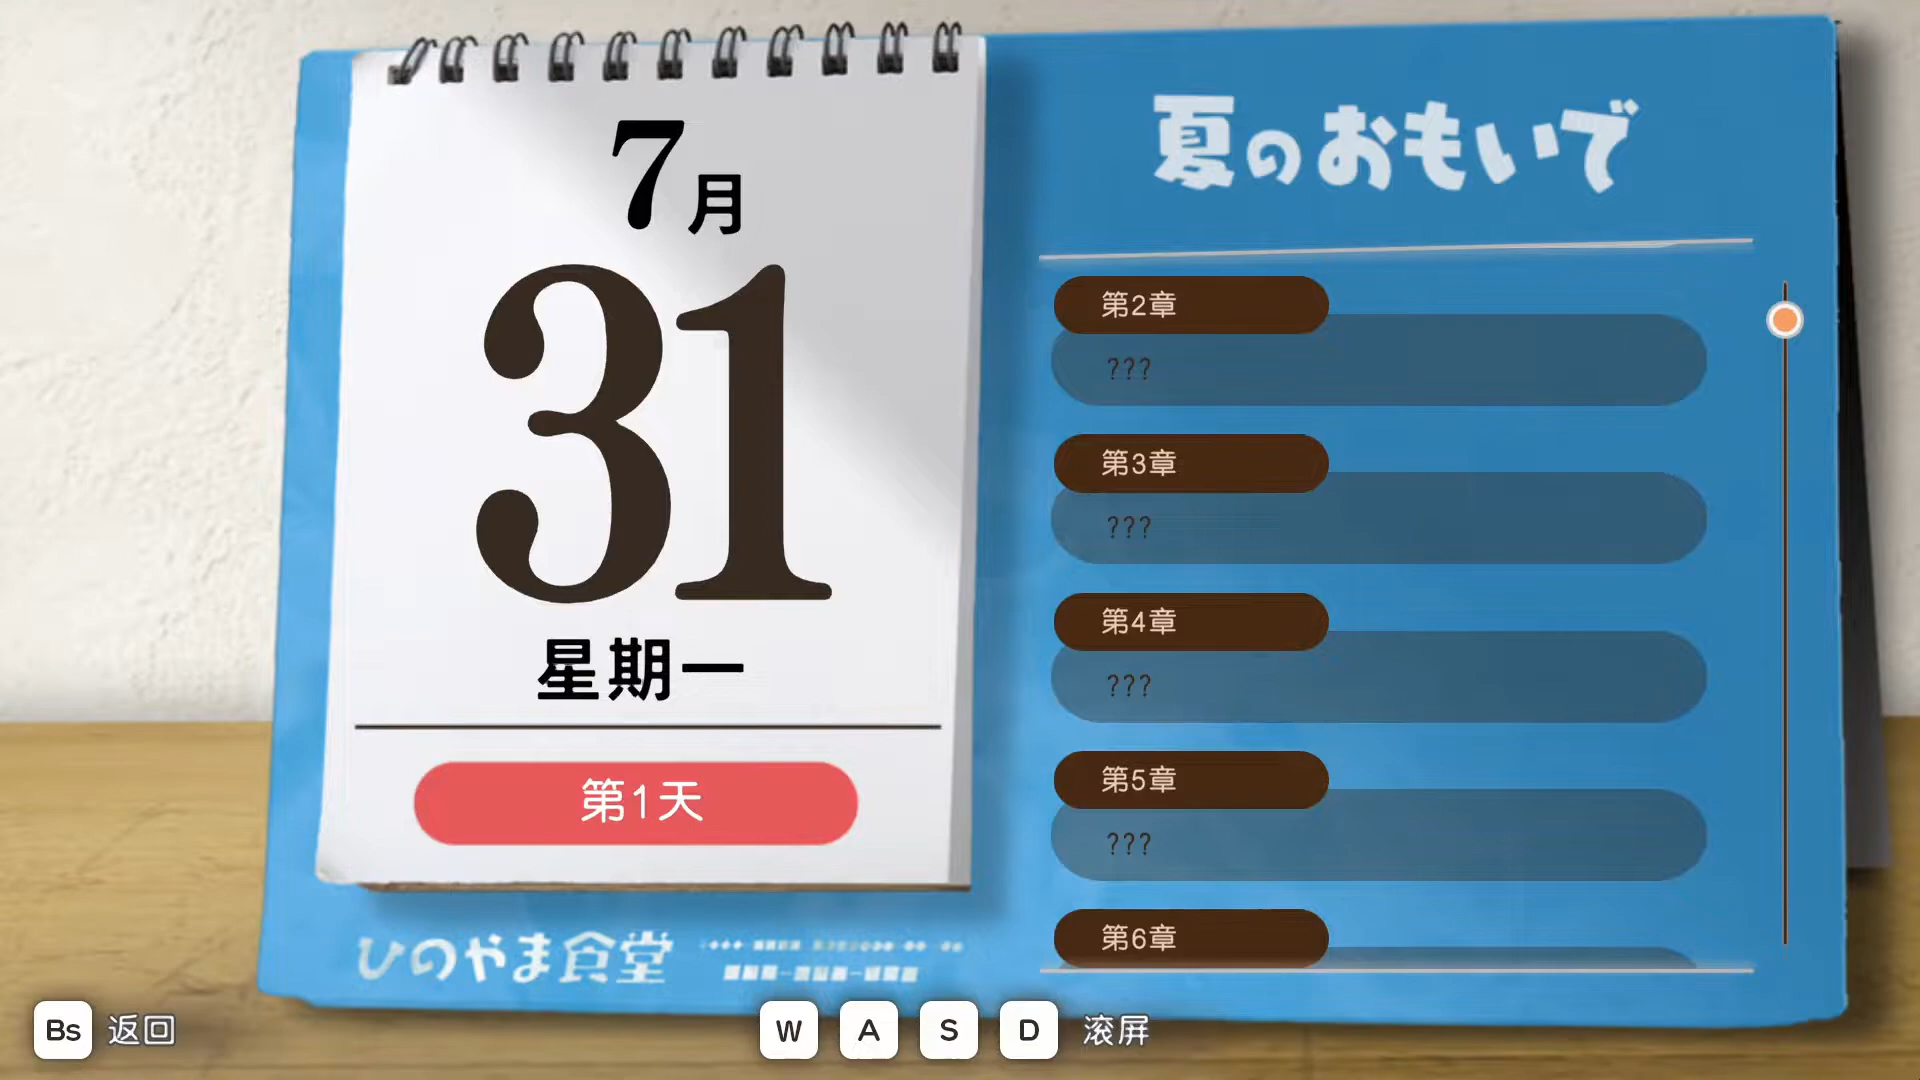 7月
31
星期一
第1天
ひのやま食堂
夏のおもいで
第2章
???
第3章
???
第4章
???
第5章
???
第6章
Bs 返回
W A S D 滚屏